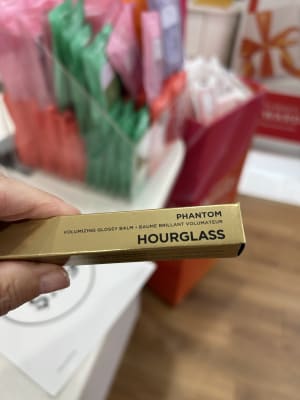 PHANTOM
VOLUMIZING GLOSSY BALM • BAUME BRILLANT VOLUMATEUR
HOURGLASS